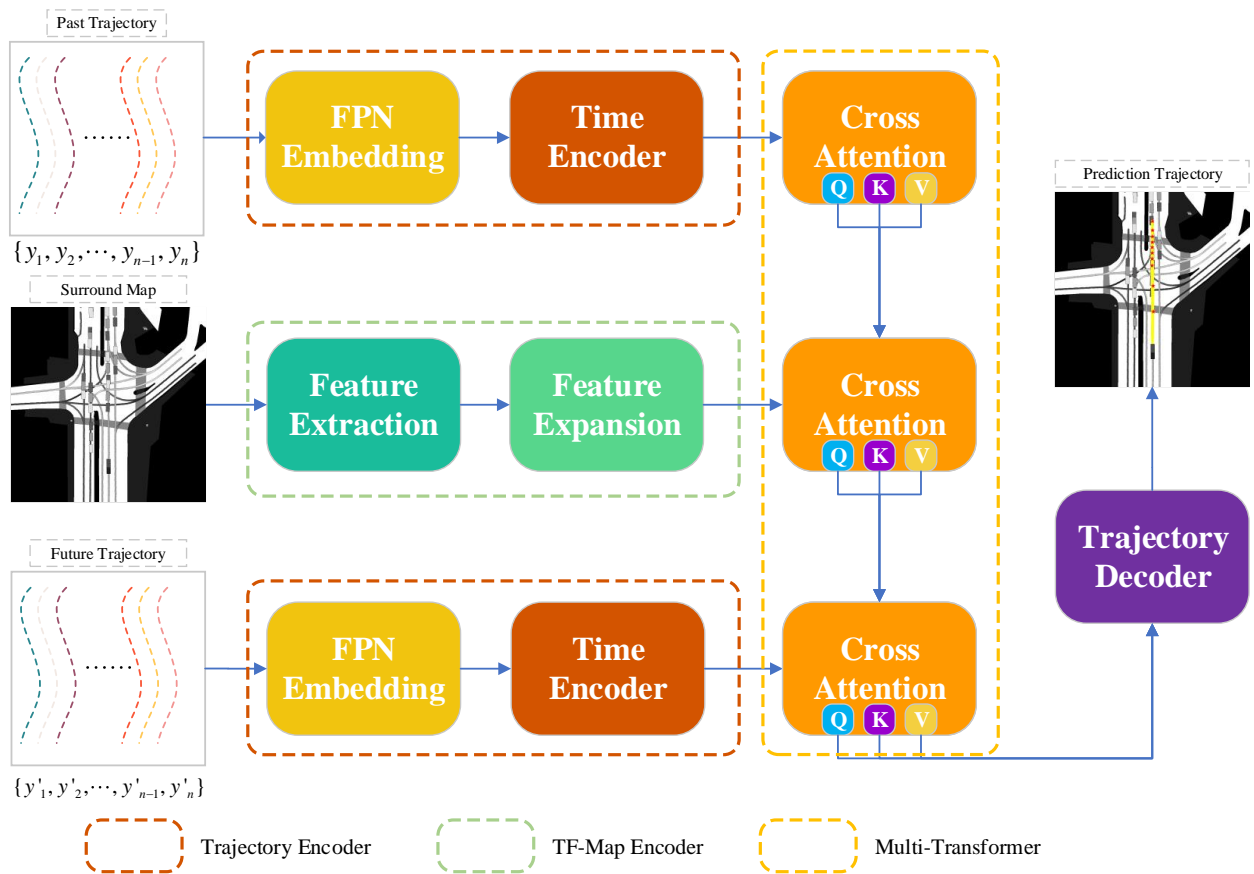 Past Trajectory
FPN
Embedding
Time
Encoder
Cross
Attention
Q K V
{y₁, y₂, ⋯, yₙ₋₁, yₙ}
Surround Map
Feature
Extraction
Feature
Expansion
Cross
Attention
Q K V
Future Trajectory
FPN
Embedding
Time
Encoder
Cross
Attention
Q K V
{y'₁, y'₂, ⋯, y'ₙ₋₁, y'ₙ}
Prediction Trajectory
Trajectory
Decoder
Trajectory Encoder
TF-Map Encoder
Multi-Transformer